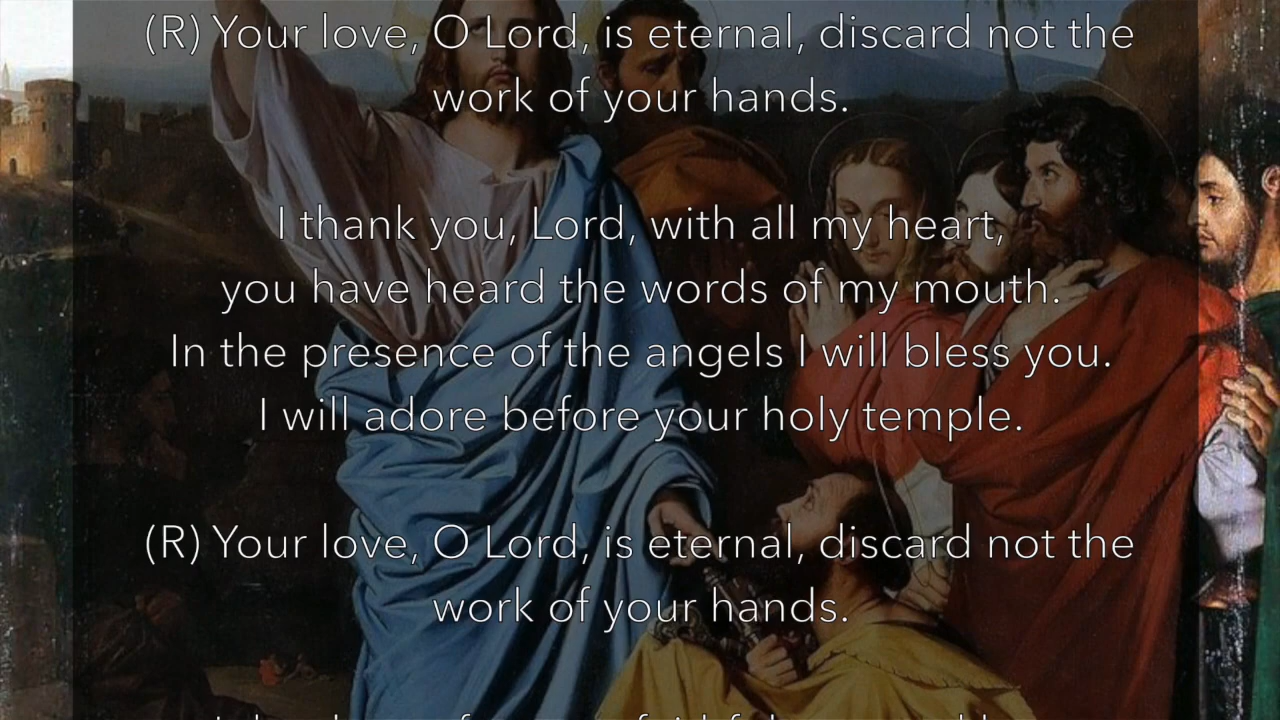 (R) Your love, O Lord, is eternal, discard not the
work of your hands.
I thank you, Lord, with all my heart,
you have heard the words of my mouth.
In the presence of the angels I will bless you.
I will adore before your holy temple.
(R) Your love, O Lord, is eternal, discard not the
work of your hands.